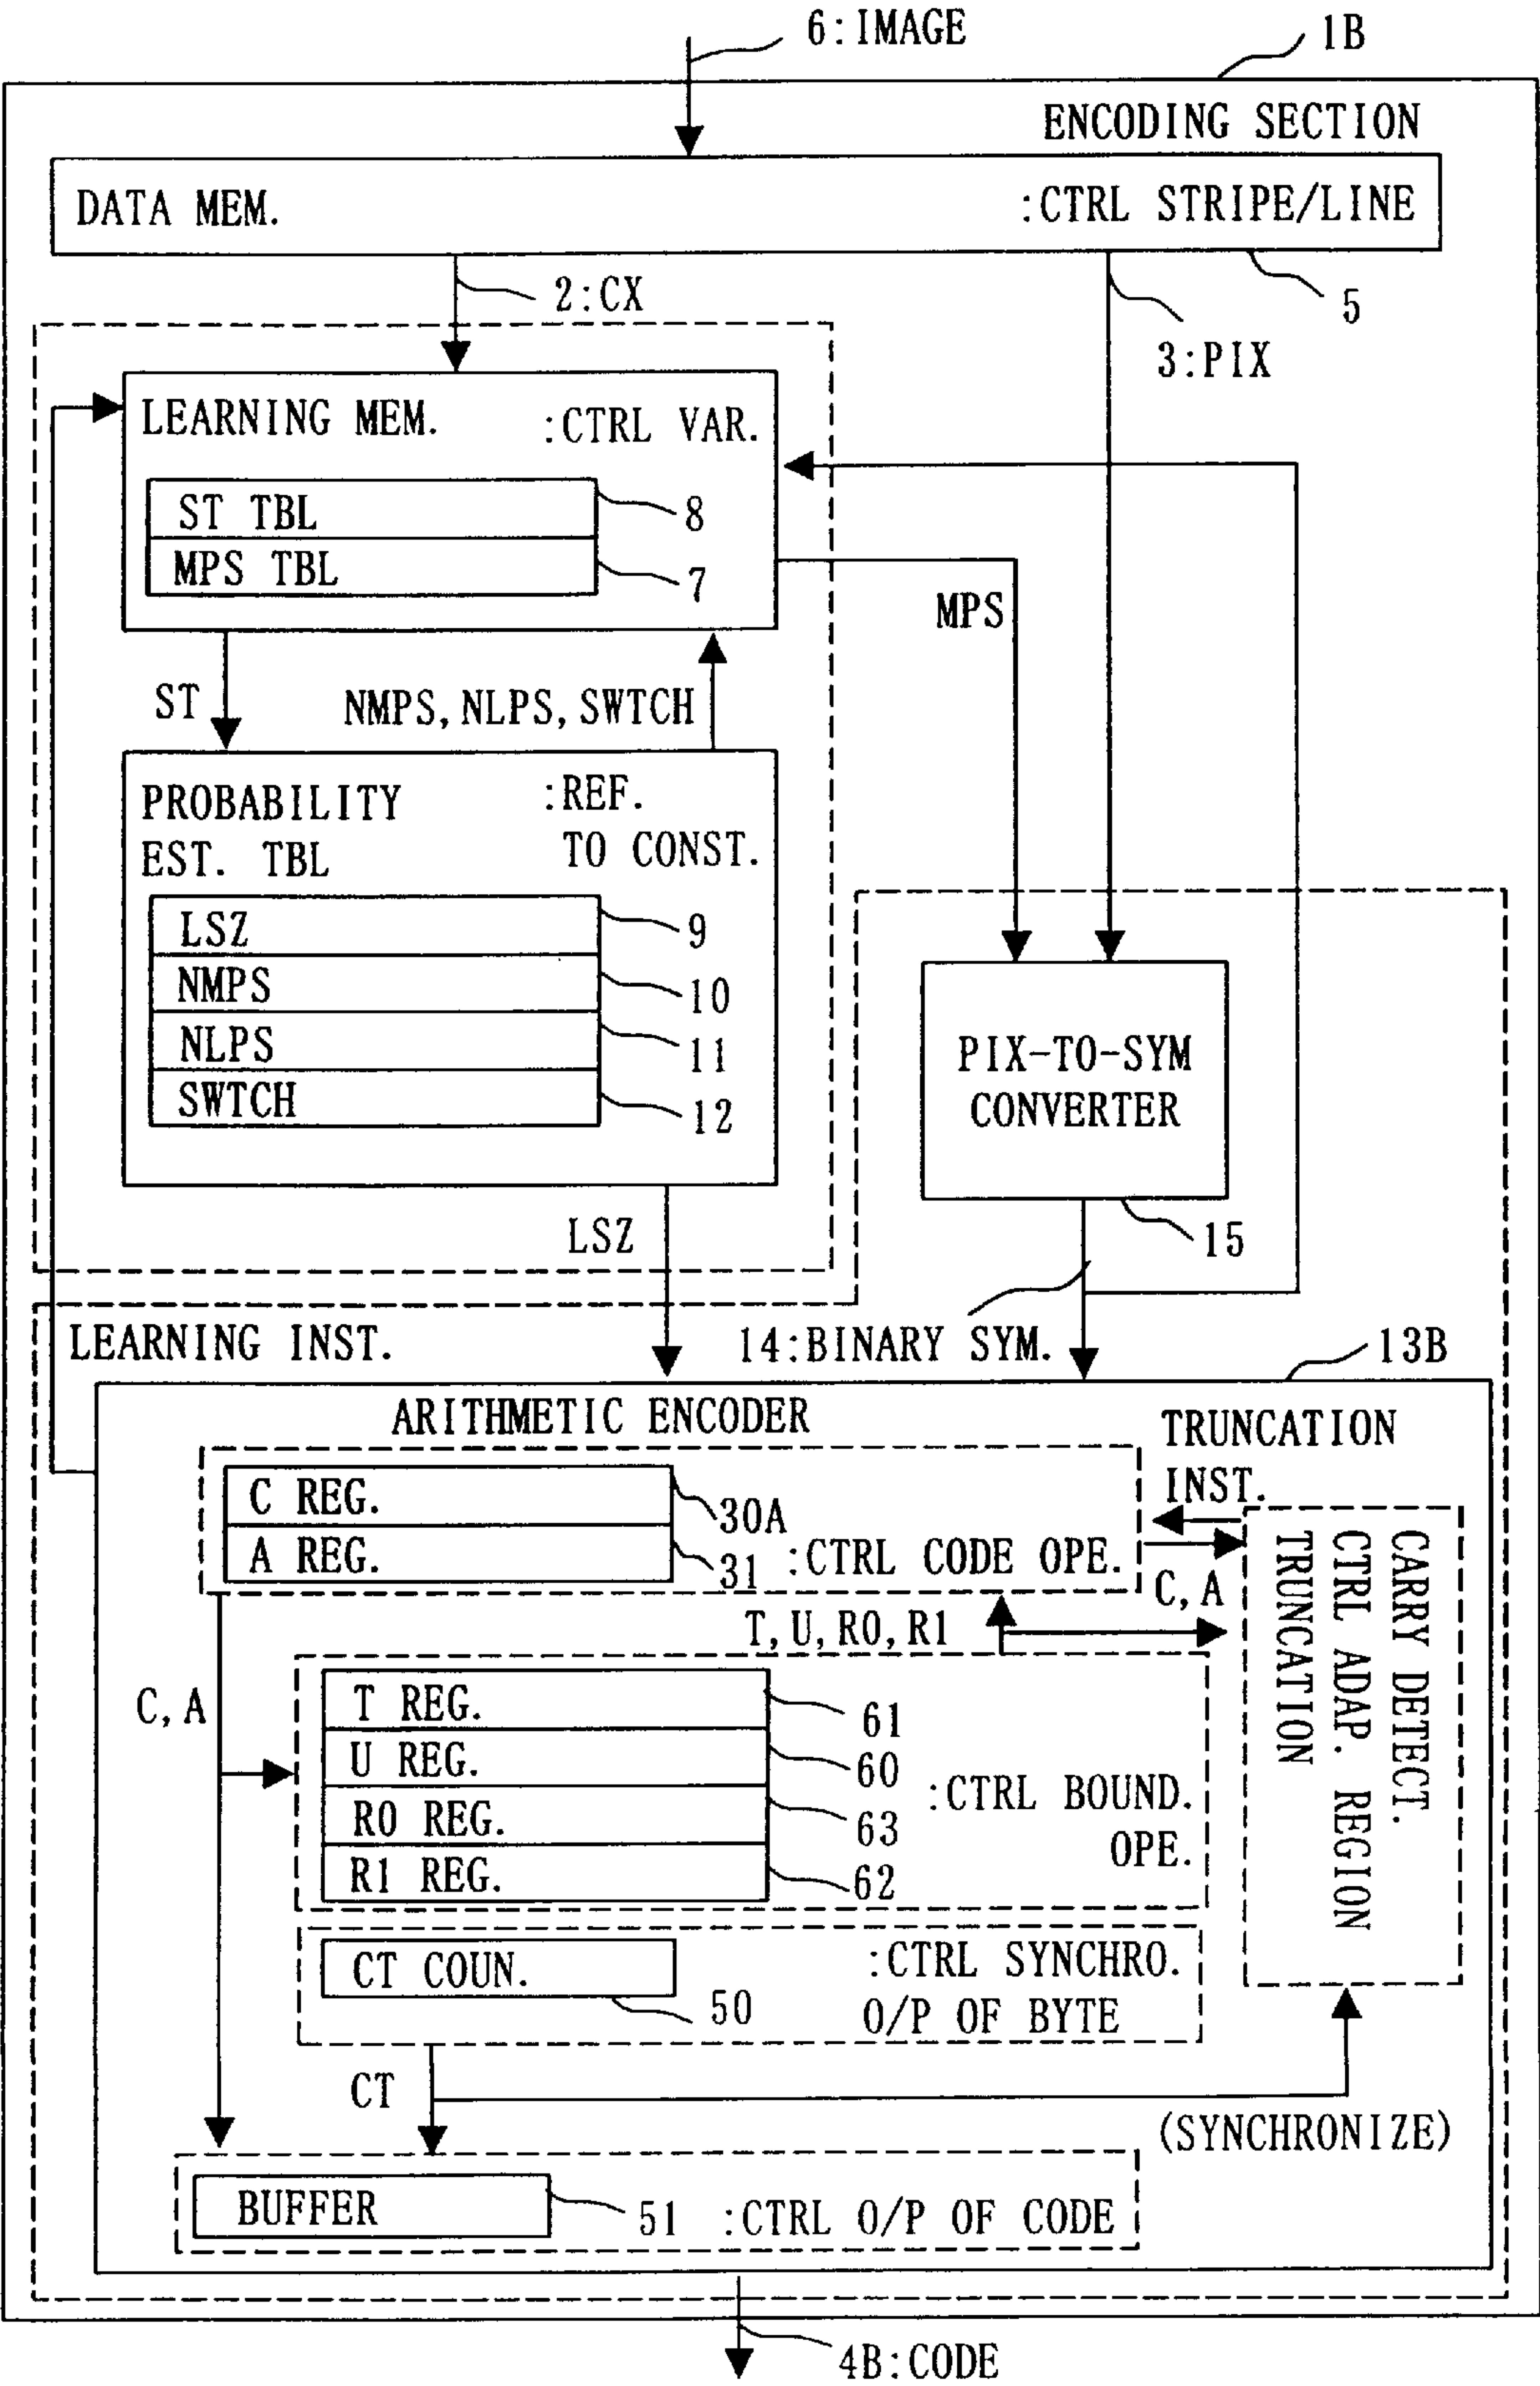 6:IMAGE
1B
ENCODING SECTION
DATA MEM.
:CTRL STRIPE/LINE
2:CX
5
3:PIX
LEARNING MEM.
:CTRL VAR.
ST TBL
8
MPS TBL
7
MPS
ST
NMPS, NLPS, SWTCH
PROBABILITY
EST. TBL
:REF.
TO CONST.
LSZ
9
NMPS
10
NLPS
11
SWTCH
12
PIX-TO-SYM
CONVERTER
15
LSZ
LEARNING INST.
14:BINARY SYM.
13B
ARITHMETIC ENCODER
TRUNCATION
INST.
C REG.
30A
A REG.
31
:CTRL CODE OPE.
C, A
T, U, R0, R1
CARRY DETECT.
CTRL ADAP. REGION
TRUNCATION
C, A
T REG.
61
U REG.
60
R0 REG.
63
R1 REG.
62
:CTRL BOUND.
OPE.
CT COUN.
50
:CTRL SYNCHRO.
O/P OF BYTE
CT
(SYNCHRONIZE)
BUFFER
51
:CTRL O/P OF CODE
4B:CODE